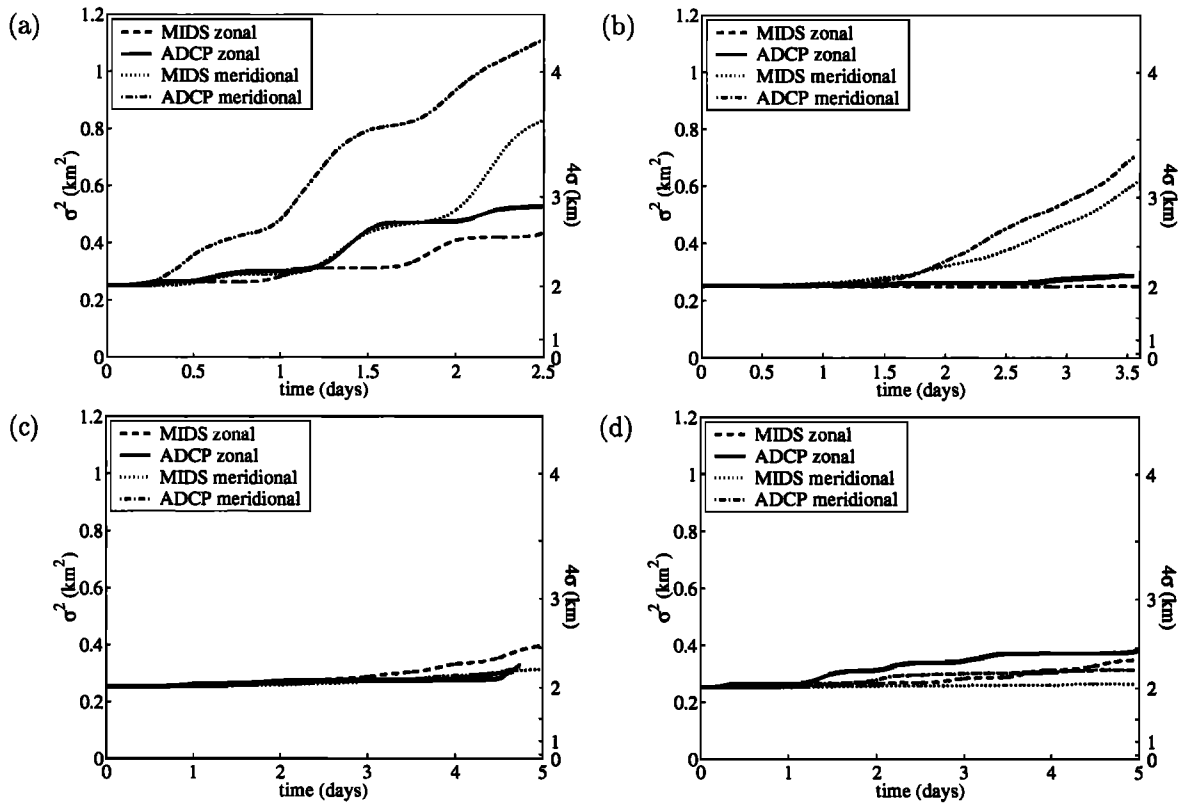 (a)
1.2
1
0.8
0.6
0.4
0.2
0
σ² (km²)
MIDS zonal
ADCP zonal
MIDS meridional
ADCP meridional
4
3
2
1
0
4σ (km)
0 0.5 1 1.5 2 2.5
time (days)
(b)
1.2
1
0.8
0.6
0.4
0.2
0
σ² (km²)
MIDS zonal
ADCP zonal
MIDS meridional
ADCP meridional
4
3
2
1
0
4σ (km)
0 0.5 1 1.5 2 2.5 3 3.5
time (days)
(c)
1.2
1
0.8
0.6
0.4
0.2
0
σ² (km²)
MIDS zonal
ADCP zonal
MIDS meridional
ADCP meridional
4
3
2
1
0
4σ (km)
0 1 2 3 4 5
time (days)
(d)
1.2
1
0.8
0.6
0.4
0.2
0
σ² (km²)
MIDS zonal
ADCP zonal
MIDS meridional
ADCP meridional
4
3
2
1
0
4σ (km)
0 1 2 3 4 5
time (days)